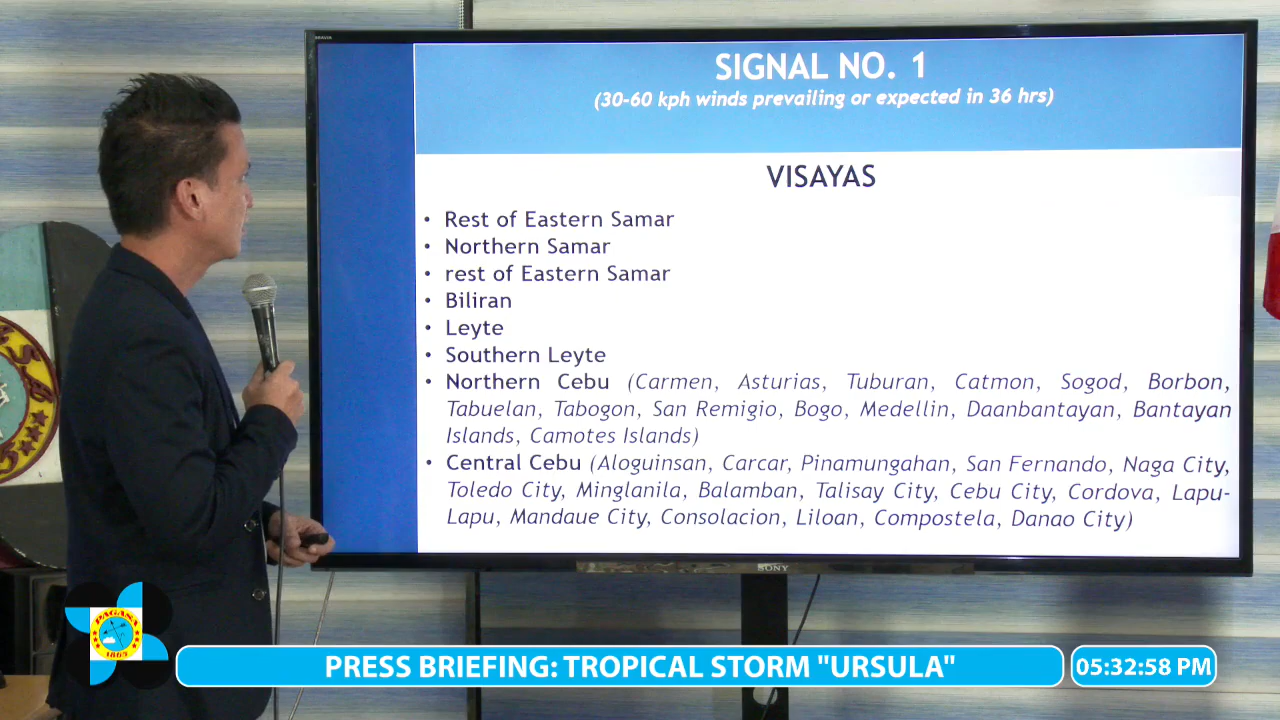 BRAVIA
SIGNAL NO. 1
(30-60 kph winds prevailing or expected in 36 hrs)
VISAYAS
• Rest of Eastern Samar
• Northern Samar
• rest of Eastern Samar
• Biliran
• Leyte
• Southern Leyte
• Northern Cebu (Carmen, Asturias, Tuburan, Catmon, Sogod, Borbon,
Tabuelan, Tabogon, San Remigio, Bogo, Medellin, Daanbantayan, Bantayan
Islands, Camotes Islands)
• Central Cebu (Aloguinsan, Carcar, Pinamungahan, San Fernando, Naga City,
Toledo City, Minglanila, Balamban, Talisay City, Cebu City, Cordova, Lapu-
Lapu, Mandaue City, Consolacion, Liloan, Compostela, Danao City)
SONY
PAGASA
1865
PRESS BRIEFING: TROPICAL STORM "URSULA"
05:32:58 PM